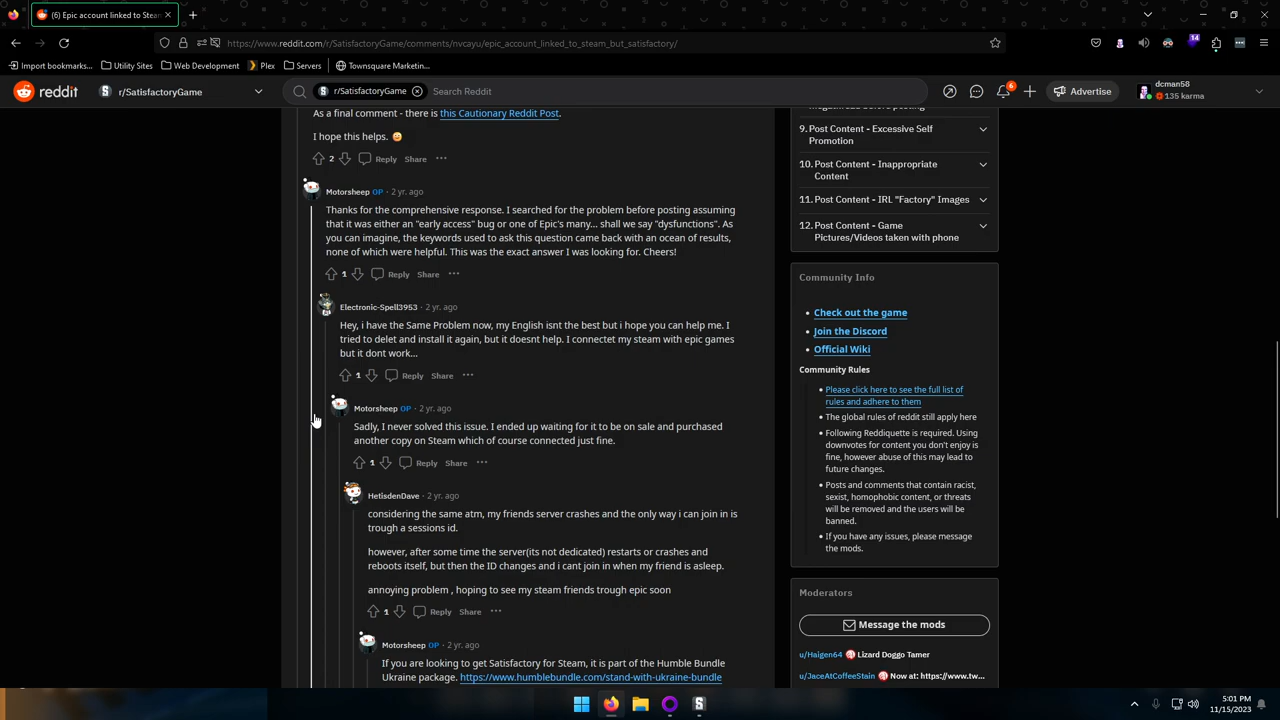 (6) Epic account linked to Stea
https://www.reddit.com/r/SatisfactoryGame/comments/nvcayu/epic_account_linked_to_steam_but_satisfactory/
14
Import bookmarks...
Utility Sites
Web Development
Plex
Servers
Townsquare Marketin...
reddit
r/SatisfactoryGame
r/SatisfactoryGame
Search Reddit
6
Advertise
dcman58
135 karma
As a final comment - there is this Cautionary Reddit Post.
I hope this helps. 😀
2 Reply Share ···
Motorsheep OP · 2 yr. ago
Thanks for the comprehensive response. I searched for the problem before posting assuming
that it was either an "early access" bug or one of Epic's many... shall we say "dysfunctions". As
you can imagine, the keywords used to ask this question came back with an ocean of results,
none of which were helpful. This was the exact answer I was looking for. Cheers!
1 Reply Share ···
Electronic-Spell3953 · 2 yr. ago
Hey, i have the Same Problem now, my English isnt the best but i hope you can help me. I
tried to delet and install it again, but it doesnt help. I connectet my steam with epic games
but it dont work...
1 Reply Share ···
Motorsheep OP · 2 yr. ago
Sadly, I never solved this issue. I ended up waiting for it to be on sale and purchased
another copy on Steam which of course connected just fine.
1 Reply Share ···
HetisdenDave · 2 yr. ago
considering the same atm, my friends server crashes and the only way i can join in is
trough a sessions id.
however, after some time the server(its not dedicated) restarts or crashes and
reboots itself, but then the ID changes and i cant join in when my friend is asleep.
annoying problem , hoping to see my steam friends trough epic soon
1 Reply Share ···
Motorsheep OP · 2 yr. ago
If you are looking to get Satisfactory for Steam, it is part of the Humble Bundle
Ukraine package. https://www.humblebundle.com/stand-with-ukraine-bundle
9. Post Content - Excessive Self
Promotion
10. Post Content - Inappropriate
Content
11. Post Content - IRL "Factory" Images
12. Post Content - Game
Pictures/Videos taken with phone
Community Info
Check out the game
Join the Discord
Official Wiki
Community Rules
Please click here to see the full list of
rules and adhere to them
The global rules of reddit still apply here
Following Reddiquette is required. Using
downvotes for content you don't enjoy is
fine, however abuse of this may lead to
future changes.
Posts and comments that contain racist,
sexist, homophobic content, or threats
will be removed and the users will be
banned.
If you have any issues, please message
the mods.
Moderators
Message the mods
u/Haigen64 Lizard Doggo Tamer
u/JaceAtCoffeeStain Now at: https://www.tw...
5:01 PM
11/15/2023